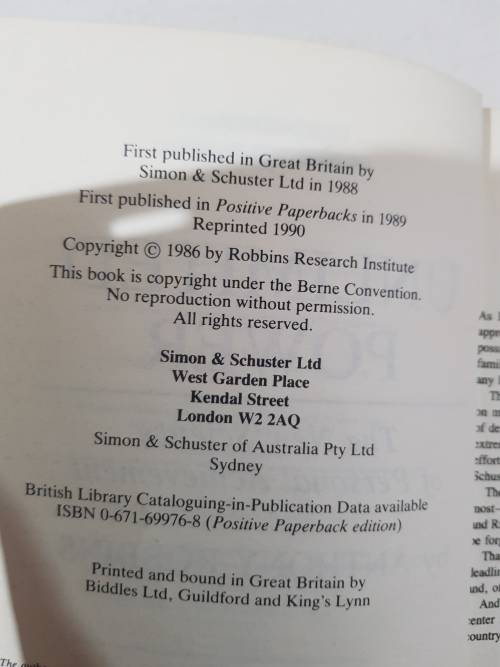 First published in Great Britain by
Simon & Schuster Ltd in 1988
First published in Positive Paperbacks in 1989
Reprinted 1990
Copyright © 1986 by Robbins Research Institute
This book is copyright under the Berne Convention.
No reproduction without permission.
All rights reserved.
Simon & Schuster Ltd
West Garden Place
Kendal Street
London W2 2AQ
Simon & Schuster of Australia Pty Ltd
Sydney
British Library Cataloguing-in-Publication Data available
ISBN 0-671-69976-8 (Positive Paperback edition)
Printed and bound in Great Britain by
Biddles Ltd, Guildford and King's Lynn